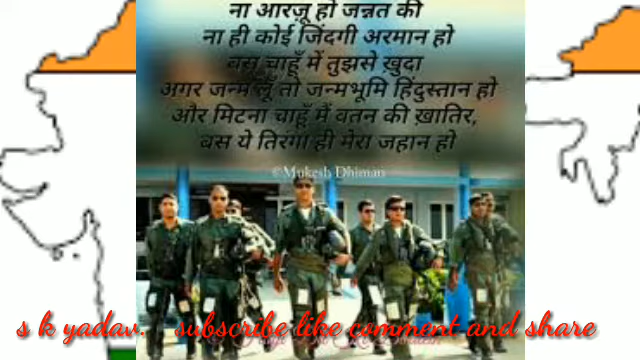 ना आरज़ू हो जन्नत की
ना ही कोई जिंदगी अरमान हो
बस चाहूँ में तुझसे ख़ुदा
अगर जन्म लूँ तो जन्मभूमि हिंदुस्तान हो
और मिटना चाहूँ मैं वतन की ख़ातिर,
बस ये तिरंगा ही मेरा जहान हो
©Mukesh Dhiman
s k yadav. subscribe like comment and share